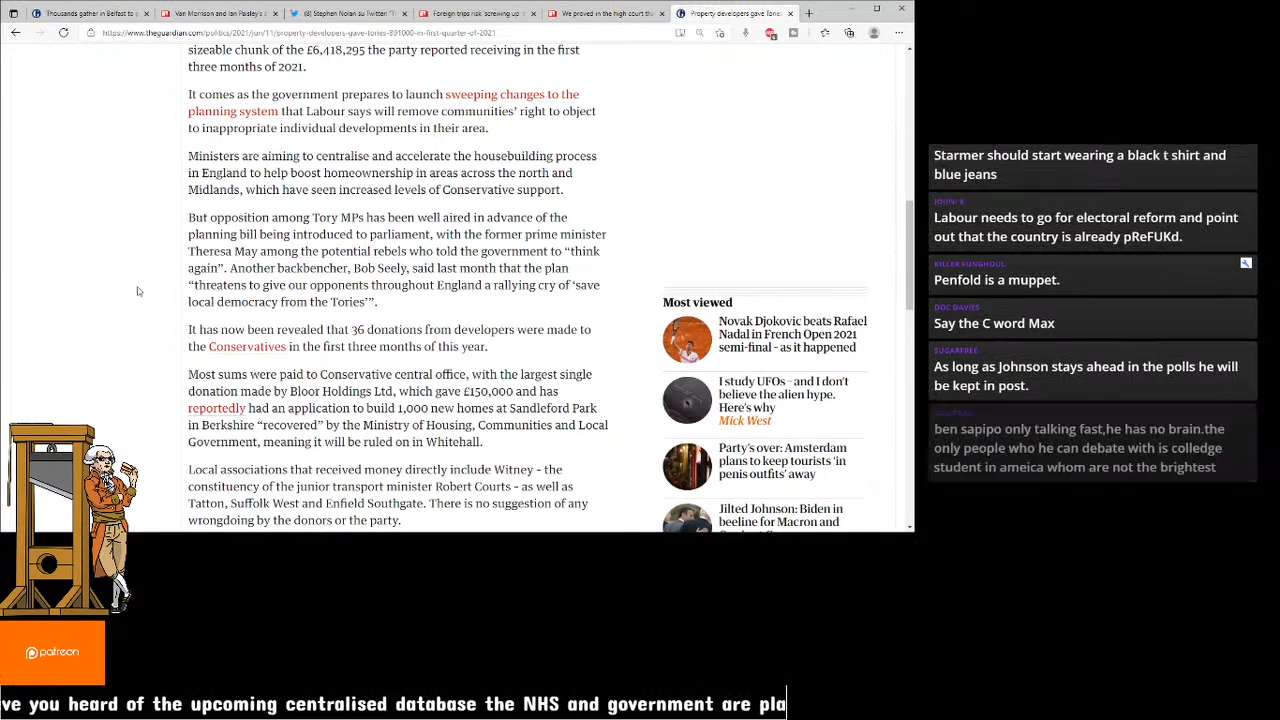 Thousands gather in Belfast to p
Van Morrison and Ian Paisley's a
(3) Stephen Nolan su Twitter: "T
Foreign trips risk 'screwing up
We proved in the high court tha
Property developers gave Tories
https://www.theguardian.com/politics/2021/jun/11/property-developers-gave-tories-891000-in-first-quarter-of-2021
sizeable chunk of the £6,418,295 the party reported receiving in the first
three months of 2021.
It comes as the government prepares to launch sweeping changes to the
planning system that Labour says will remove communities' right to object
to inappropriate individual developments in their area.
Ministers are aiming to centralise and accelerate the housebuilding process
in England to help boost homeownership in areas across the north and
Midlands, which have seen increased levels of Conservative support.
But opposition among Tory MPs has been well aired in advance of the
planning bill being introduced to parliament, with the former prime minister
Theresa May among the potential rebels who told the government to “think
again”. Another backbencher, Bob Seely, said last month that the plan
“threatens to give our opponents throughout England a rallying cry of ‘save
local democracy from the Tories’”.
It has now been revealed that 36 donations from developers were made to
the Conservatives in the first three months of this year.
Most sums were paid to Conservative central office, with the largest single
donation made by Bloor Holdings Ltd, which gave £150,000 and has
reportedly had an application to build 1,000 new homes at Sandleford Park
in Berkshire “recovered” by the Ministry of Housing, Communities and Local
Government, meaning it will be ruled on in Whitehall.
Local associations that received money directly include Witney - the
constituency of the junior transport minister Robert Courts - as well as
Tatton, Suffolk West and Enfield Southgate. There is no suggestion of any
wrongdoing by the donors or the party.
Most viewed
Novak Djokovic beats Rafael
Nadal in French Open 2021
semi-final - as it happened
I study UFOs - and I don't
believe the alien hype.
Here's why
Mick West
Party's over: Amsterdam
plans to keep tourists ‘in
penis outfits’ away
Jilted Johnson: Biden in
beeline for Macron and
Starmer should start wearing a black t shirt and
blue jeans
JOUNI K
Labour needs to go for electoral reform and point
out that the country is already pReFUKd.
KILLER FUNGHOUL
Penfold is a muppet.
DOC DAVIES
Say the C word Max
SUGARFREE
As long as Johnson stays ahead in the polls he will
be kept in post.
ben sapipo only talking fast,he has no brain.the
only people who he can debate with is colledge
student in ameica whom are not the brightest
patreon
ve you heard of the upcoming centralised database the NHS and government are pla